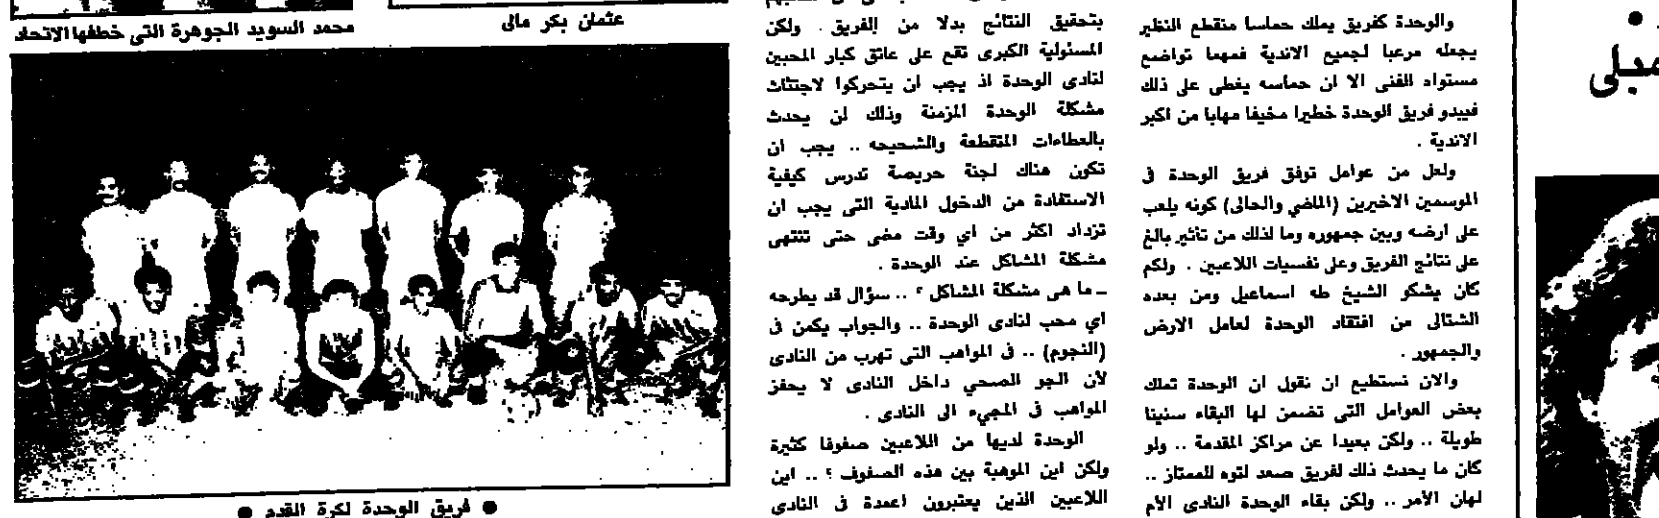 والوحدة كفريق يملك حماسا منقطع النظير
يجعله مرعبا لجميع الاندية فمهما تواضع
مستواد الفنى الا ان حماسه يغطى على ذلك
فيبدو فريق الوحدة خطيرا مخيفا مهابا من اكبر
الاندية .
ولعل من عوامل توفق فريق الوحدة فى
الموسمين الاخيرين (الماضي والحالى) كونه يلعب
على ارضه وبين جمهوره وما لذلك من تأثير بالغ
على نتائج الفريق وعلى نفسيات اللاعبين . ولكم
كان يشكو الشيخ طه اسماعيل ومن بعده
الشتالى من افتقاد الوحدة لعامل الارض
والجمهور .
والان نستطيع ان نقول ان الوحدة تملك
بعض العوامل التى تضمن لها البقاء سنينا
طويلة .. ولكن بعيدا عن مراكز المقدمة .. ولو
كان ما يحدث ذلك لفريق صعد لتوه للممتاز ..
لهان الأمر .. ولكن بقاء الوحدة النادى الأم
بتحقيق النتائج بدلا من الفريق . ولكن
المسئولية الكبرى تقع على عاتق كبار المحبين
لنادى الوحدة اذ يجب ان يتحركوا لاجتثاث
مشكلة الوحدة المزمنة وذلك لن يحدث
بالعطاءات المتقطعة والشحيحه .. يجب ان
تكون هناك لجنة حريصة تدرس كيفية
الاستفادة من الدخول المادية التى يجب ان
تزداد اكثر من اي وقت مضى حتى تنتهى
مشكلة المشاكل عند الوحدة .
ـ ما هى مشكلة المشاكل ؟ .. سؤال قد يطرحه
اي محب لنادى الوحدة .. والجواب يكمن فى
(النجوم) .. فى المواهب التى تهرب من النادى
لأن الجو الصحي داخل النادى لا يحفز
المواهب فى المجيء الى النادى .
الوحدة لديها من اللاعبين صفوفا كثيرة
ولكن اين الموهبة بين هذه الصفوف ؟ .. اين
اللاعبين الذين يعتبرون اعمدة فى النادى
عثمان بكر مالى
محمد السويد الجوهرة التى خطفها الاتحاد
● فريق الوحدة لكرة القدم ●